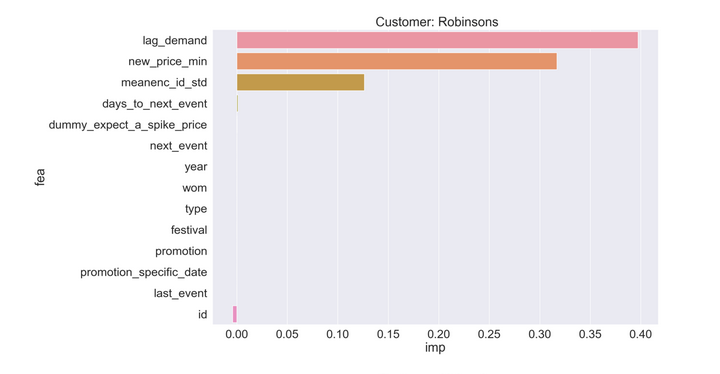 Customer: Robinsons
lag_demand
new_price_min
meanenc_id_std
days_to_next_event
dummy_expect_a_spike_price
next_event
year
wom
type
festival
promotion
promotion_specific_date
last_event
id
fea
0.00 0.05 0.10 0.15 0.20 0.25 0.30 0.35 0.40
imp